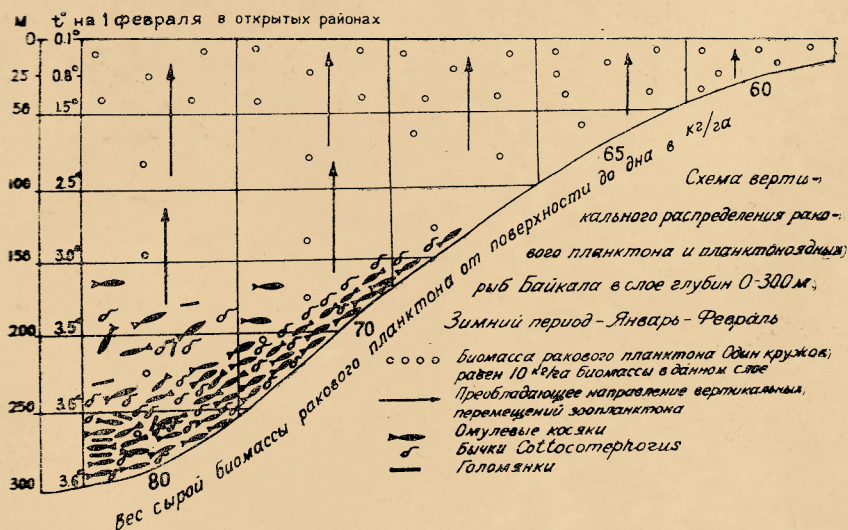 м t° на 1 февраля в открытых районах
0 0.1°
25 0.8°
50 1.5°
100 2.5°
150 3.0°
200 3.5°
250 3.6°
300 3.6°
60
65
70
80
Вес сырой биомассы ракового планктона от поверхности до дна в кг/га
Схема верти-
кального распределения рако-
вого планктона и планктоноядных
рыб Байкала в слое глубин 0-300 м.
Зимний период - Январь - Февраль
Биомасса ракового планктона Один кружов,
равен 10 кг/га биомассы в данном слое
Преобладающее направление вертикальных,
перемещений зоопланктона
Омулевые косяки
Бычки Cottocomephorus
Голомянки